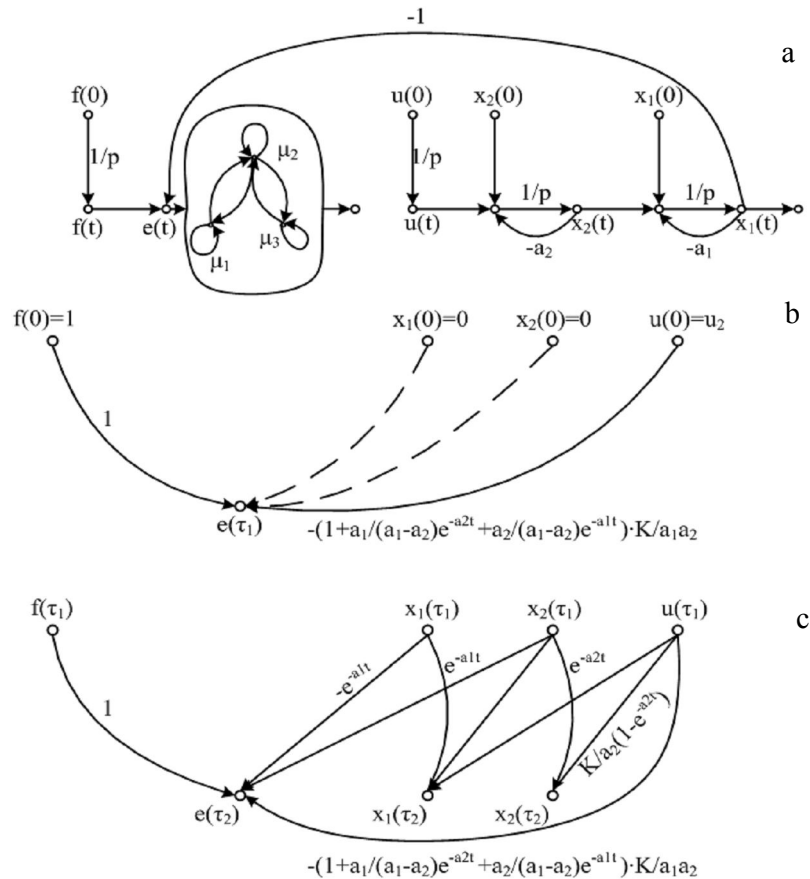 -1
a
f(0)
u(0)
x₂(0)
x₁(0)
1/p
1/p
1/p
1/p
μ₂
μ₁
μ₃
f(t)
e(t)
u(t)
-a₂
x₂(t)
-a₁
x₁(t)
b
f(0)=1
x₁(0)=0
x₂(0)=0
u(0)=u₂
1
e(τ₁)
-(1+a₁/(a₁-a₂)e⁻ᵃ²ᵗ+a₂/(a₁-a₂)e⁻ᵃ¹ᵗ)·K/a₁a₂
c
f(τ₁)
x₁(τ₁)
x₂(τ₁)
u(τ₁)
1
-e⁻ᵃ¹ᵗ
e⁻ᵃ¹ᵗ
e⁻ᵃ²ᵗ
K/a₂(1-e⁻ᵃ²ᵗ)
e(τ₂)
x₁(τ₂)
x₂(τ₂)
-(1+a₁/(a₁-a₂)e⁻ᵃ²ᵗ+a₂/(a₁-a₂)e⁻ᵃ¹ᵗ)·K/a₁a₂